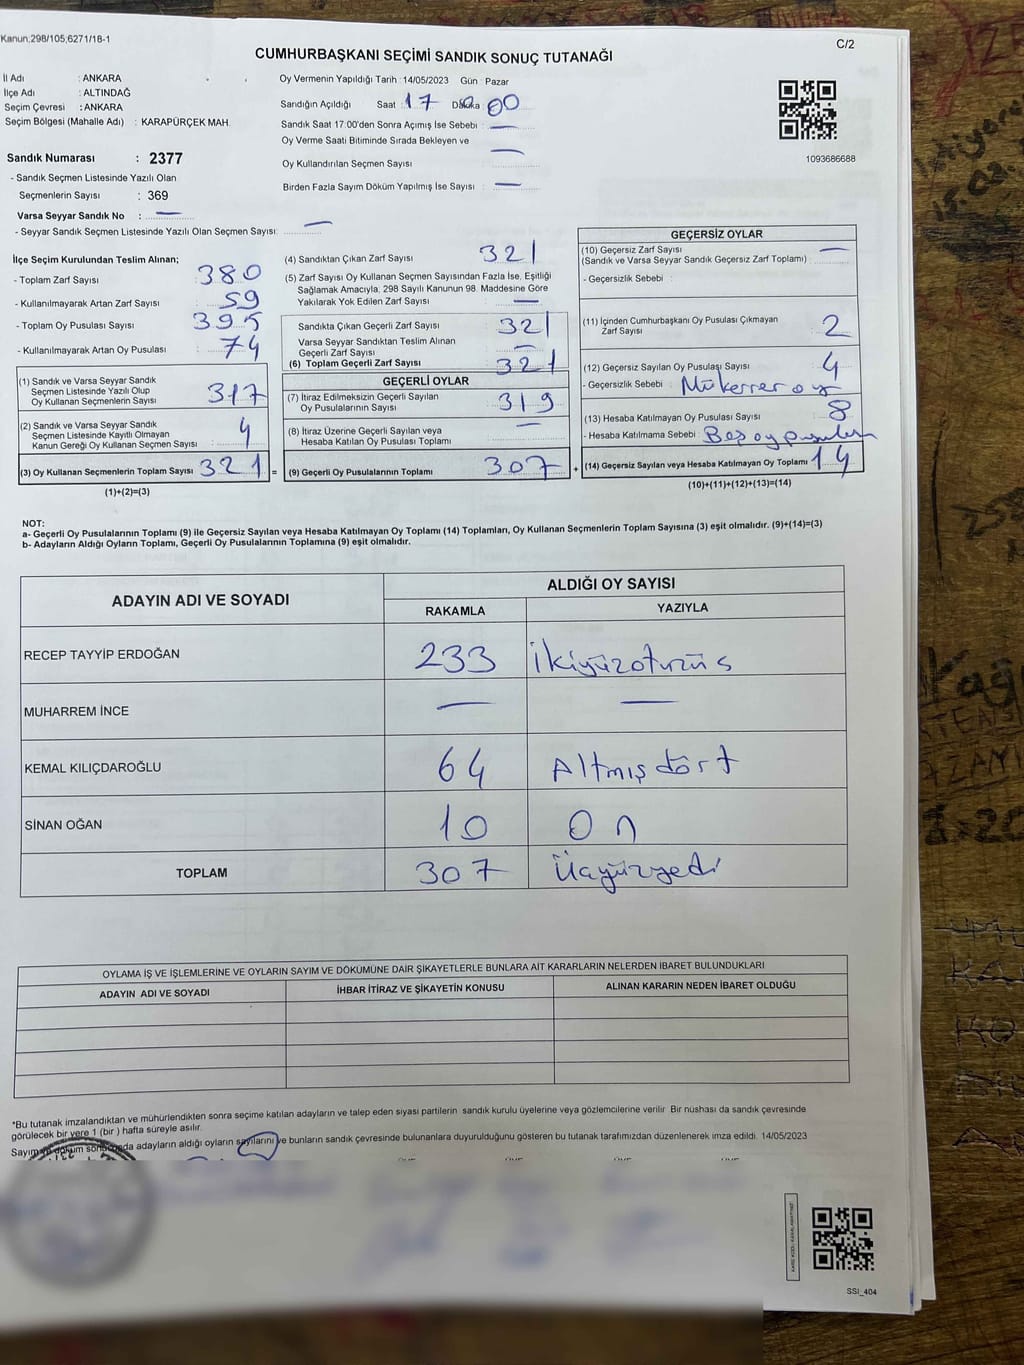 Kanun;298/105,6271/18-1
C/2
CUMHURBAŞKANI SEÇİMİ SANDIK SONUÇ TUTANAĞI
İl Adı : ANKARA
İlçe Adı : ALTINDAĞ
Seçim Çevresi : ANKARA
Seçim Bölgesi (Mahalle Adı) : KARAPÜRÇEK MAH.
Sandık Numarası : 2377
- Sandık Seçmen Listesinde Yazılı Olan
Seçmenlerin Sayısı : 369
Varsa Seyyar Sandık No : —
- Seyyar Sandık Seçmen Listesinde Yazılı Olan Seçmen Sayısı: —
Oy Vermenin Yapıldığı Tarih : 14/05/2023 Gün : Pazar
Sandığın Açıldığı Saat : 17 Dakika 00
Sandık Saat 17:00'den Sonra Açımış İse Sebebi : —
Oy Verme Saati Bitiminde Sırada Bekleyen ve
Oy Kullandırılan Seçmen Sayısı —
Birden Fazla Sayım Döküm Yapılmış İse Sayısı : —
1093686688
İlçe Seçim Kurulundan Teslim Alınan;
- Toplam Zarf Sayısı : 380
- Kullanılmayarak Artan Zarf Sayısı : 59
- Toplam Oy Pusulası Sayısı : 395
- Kullanılmayarak Artan Oy Pusulası : 74
(1) Sandık ve Varsa Seyyar Sandık
Seçmen Listesinde Yazılı Olup
Oy Kullanan Seçmenlerin Sayısı : 317
(2) Sandık ve Varsa Seyyar Sandık
Seçmen Listesinde Kayıtlı Olmayan
Kanun Gereği Oy Kullanan Seçmen Sayısı : 4
(3) Oy Kullanan Seçmenlerin Toplam Sayısı : 321 =
(1)+(2)=(3)
(4) Sandıktan Çıkan Zarf Sayısı : 321
(5) Zarf Sayısı Oy Kullanan Seçmen Sayısından Fazla İse, Eşitliği
Sağlamak Amacıyla, 298 Sayılı Kanunun 98. Maddesine Göre
Yakılarak Yok Edilen Zarf Sayısı : —
Sandıkta Çıkan Geçerli Zarf Sayısı : 321
Varsa Seyyar Sandıktan Teslim Alınan
Geçerli Zarf Sayısı : —
(6) Toplam Geçerli Zarf Sayısı : 321
GEÇERLİ OYLAR
(7) İtiraz Edilmeksizin Geçerli Sayılan
Oy Pusulalarının Sayısı : 319
(8) İtiraz Üzerine Geçerli Sayılan veya
Hesaba Katılan Oy Pusulası Toplamı : —
(9) Geçerli Oy Pusulalarının Toplamı : 307 +
GEÇERSİZ OYLAR
(10) Geçersiz Zarf Sayısı —
(Sandık ve Varsa Seyyar Sandık Geçersiz Zarf Toplamı) :
- Geçersizlik Sebebi :
(11) İçinden Cumhurbaşkanı Oy Pusulası Çıkmayan
Zarf Sayısı : 2
(12) Geçersiz Sayılan Oy Pusulası Sayısı : 4
- Geçersizlik Sebebi : Mükerrer oy
(13) Hesaba Katılmayan Oy Pusulası Sayısı : 8
- Hesaba Katılmama Sebebi : Boş oy pusulası
(14) Geçersiz Sayılan veya Hesaba Katılmayan Oy Toplamı : 14
(10)+(11)+(12)+(13)=(14)
NOT:
a- Geçerli Oy Pusulalarının Toplamı (9) ile Geçersiz Sayılan veya Hesaba Katılmayan Oy Toplamı (14) Toplamları, Oy Kullanan Seçmenlerin Toplam Sayısına (3) eşit olmalıdır. (9)+(14)=(3)
b- Adayların Aldığı Oyların Toplamı, Geçerli Oy Pusulalarının Toplamına (9) eşit olmalıdır.
ADAYIN ADI VE SOYADI
ALDIĞI OY SAYISI
RAKAMLA YAZIYLA
RECEP TAYYİP ERDOĞAN 233 İkiyüzotuzüs
MUHARREM İNCE — —
KEMAL KILIÇDAROĞLU 64 Altmış dört
SİNAN OĞAN 10 On
TOPLAM 307 Üçyüzyedi
OYLAMA İŞ VE İŞLEMLERİNE VE OYLARIN SAYIM VE DÖKÜMÜNE DAİR ŞİKAYETLERLE BUNLARA AİT KARARLARIN NELERDEN İBARET BULUNDUKLARI
ADAYIN ADI VE SOYADI İHBAR İTİRAZ VE ŞİKAYETİN KONUSU ALINAN KARARIN NEDEN İBARET OLDUĞU
*Bu tutanak imzalandıktan ve mühürlendikten sonra seçime katılan adayların ve talep eden siyasi partilerin sandık kurulu üyelerine veya gözlemcilerine verilir. Bir nüshası da sandık çevresinde
görülecek bir yere 1 (bir ) hafta süreyle asılır.
Sayım ve döküm sonucunda adayların aldığı oyların sayılarını ve bunların sandık çevresinde bulunanlara duyurulduğunu gösteren bu tutanak tarafımızdan düzenlenerek imza edildi. 14/05/2023
SSI_404